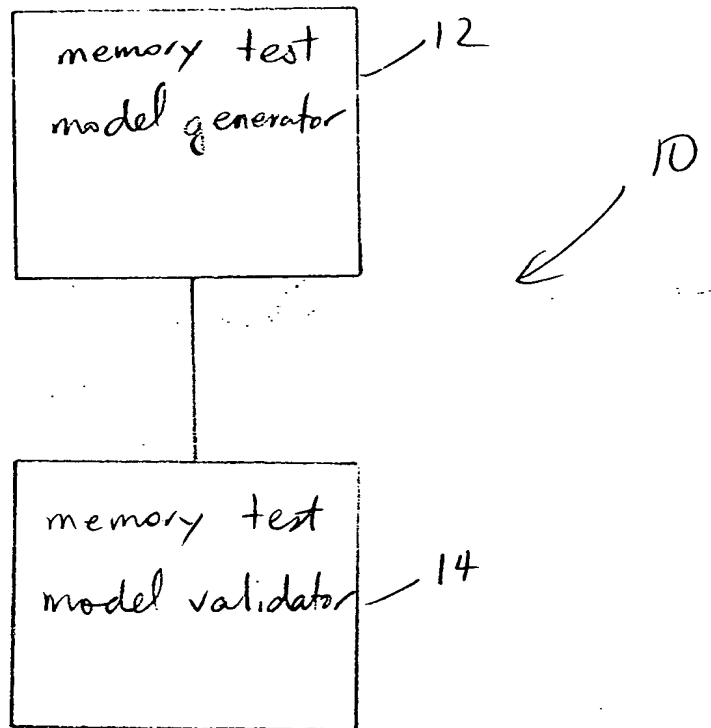 memory test
model generator
12
10
memory test
model validator
14